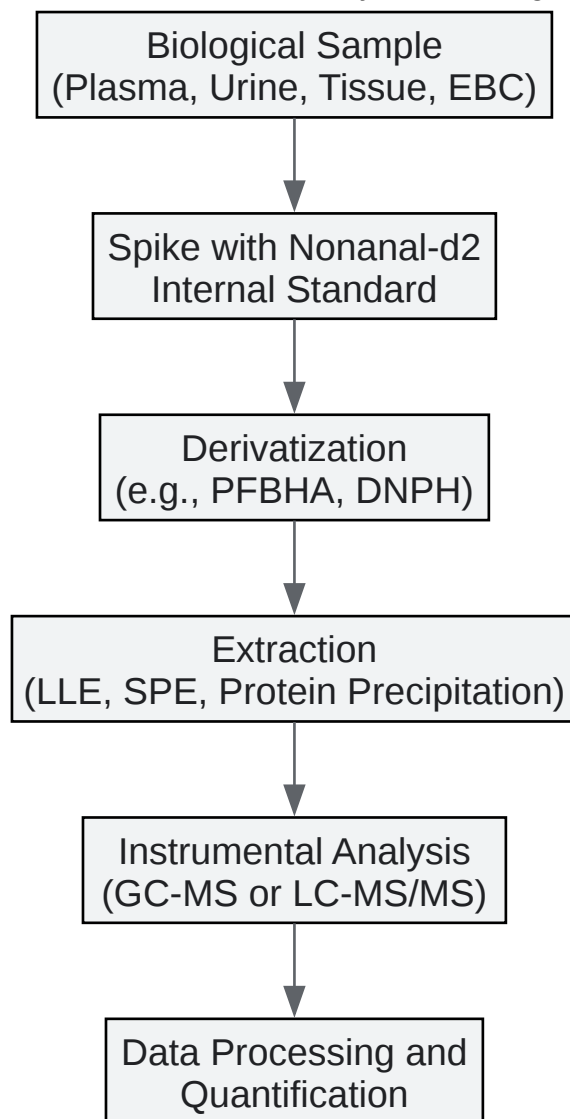 Biological Sample
(Plasma, Urine, Tissue, EBC)
Spike with Nonanal-d2
Internal Standard
Derivatization
(e.g., PFBHA, DNPH)
Extraction
(LLE, SPE, Protein Precipitation)
Instrumental Analysis
(GC-MS or LC-MS/MS)
Data Processing and
Quantification